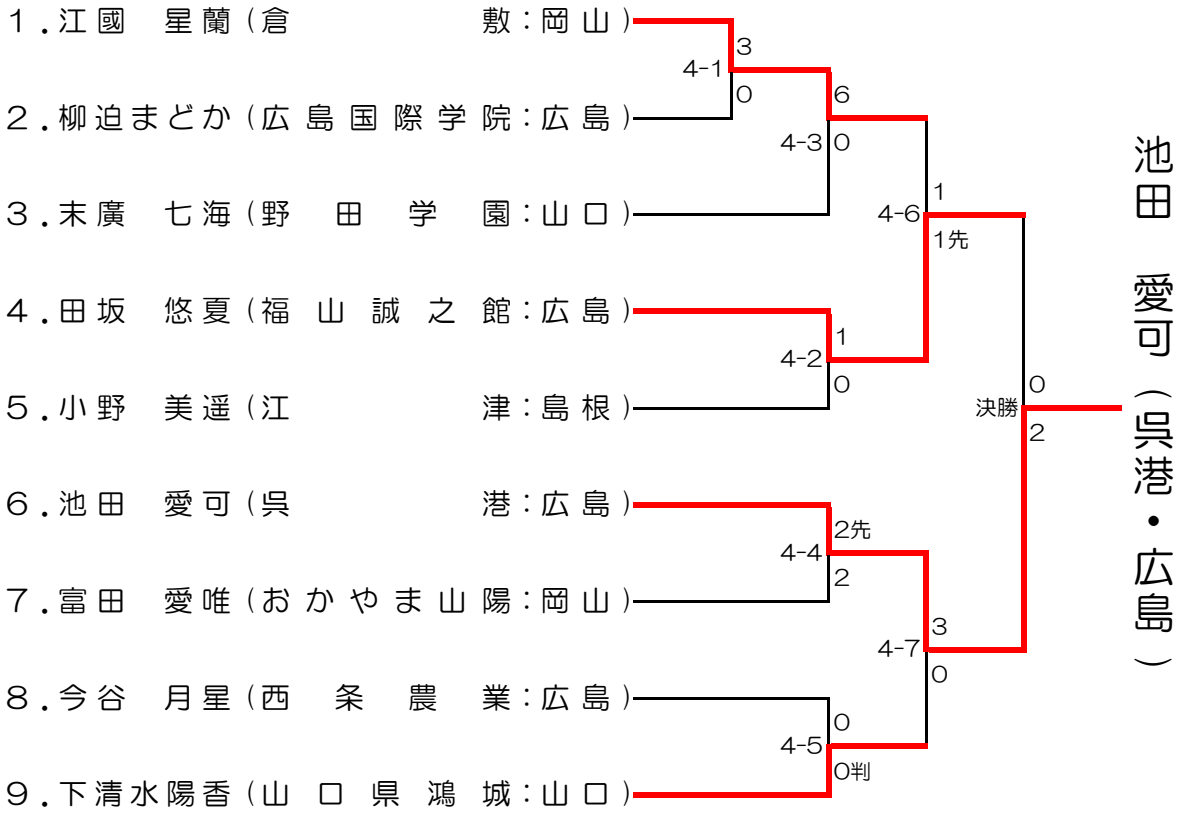 1.江國 星蘭(倉 敷:岡山)
2.柳迫まどか(広島国際学院:広島)
3.末廣 七海(野田学園:山口)
4.田坂 悠夏(福山誠之館:広島)
5.小野 美遥(江 津:島根)
6.池田 愛可(呉 港:広島)
7.富田 愛唯(おかやま山陽:岡山)
8.今谷 月星(西条農業:広島)
9.下清水陽香(山口県鴻城:山口)
3
4-1
0
6
4-3
0
1
4-6
1先
1
4-2
0
0
決勝
2
2先
4-4
2
3
4-7
0
0
4-5
0判
池田 愛可(呉港・広島)